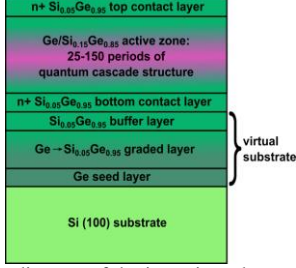 n+ Si0.05Ge0.95 top contact layer
Ge/Si0.15Ge0.85 active zone:
25-150 periods of
quantum cascade structure
n+ Si0.05Ge0.95 bottom contact layer
Si0.05Ge0.95 buffer layer
Ge→Si0.05Ge0.95 graded layer
Ge seed layer
virtual
substrate
Si (100) substrate